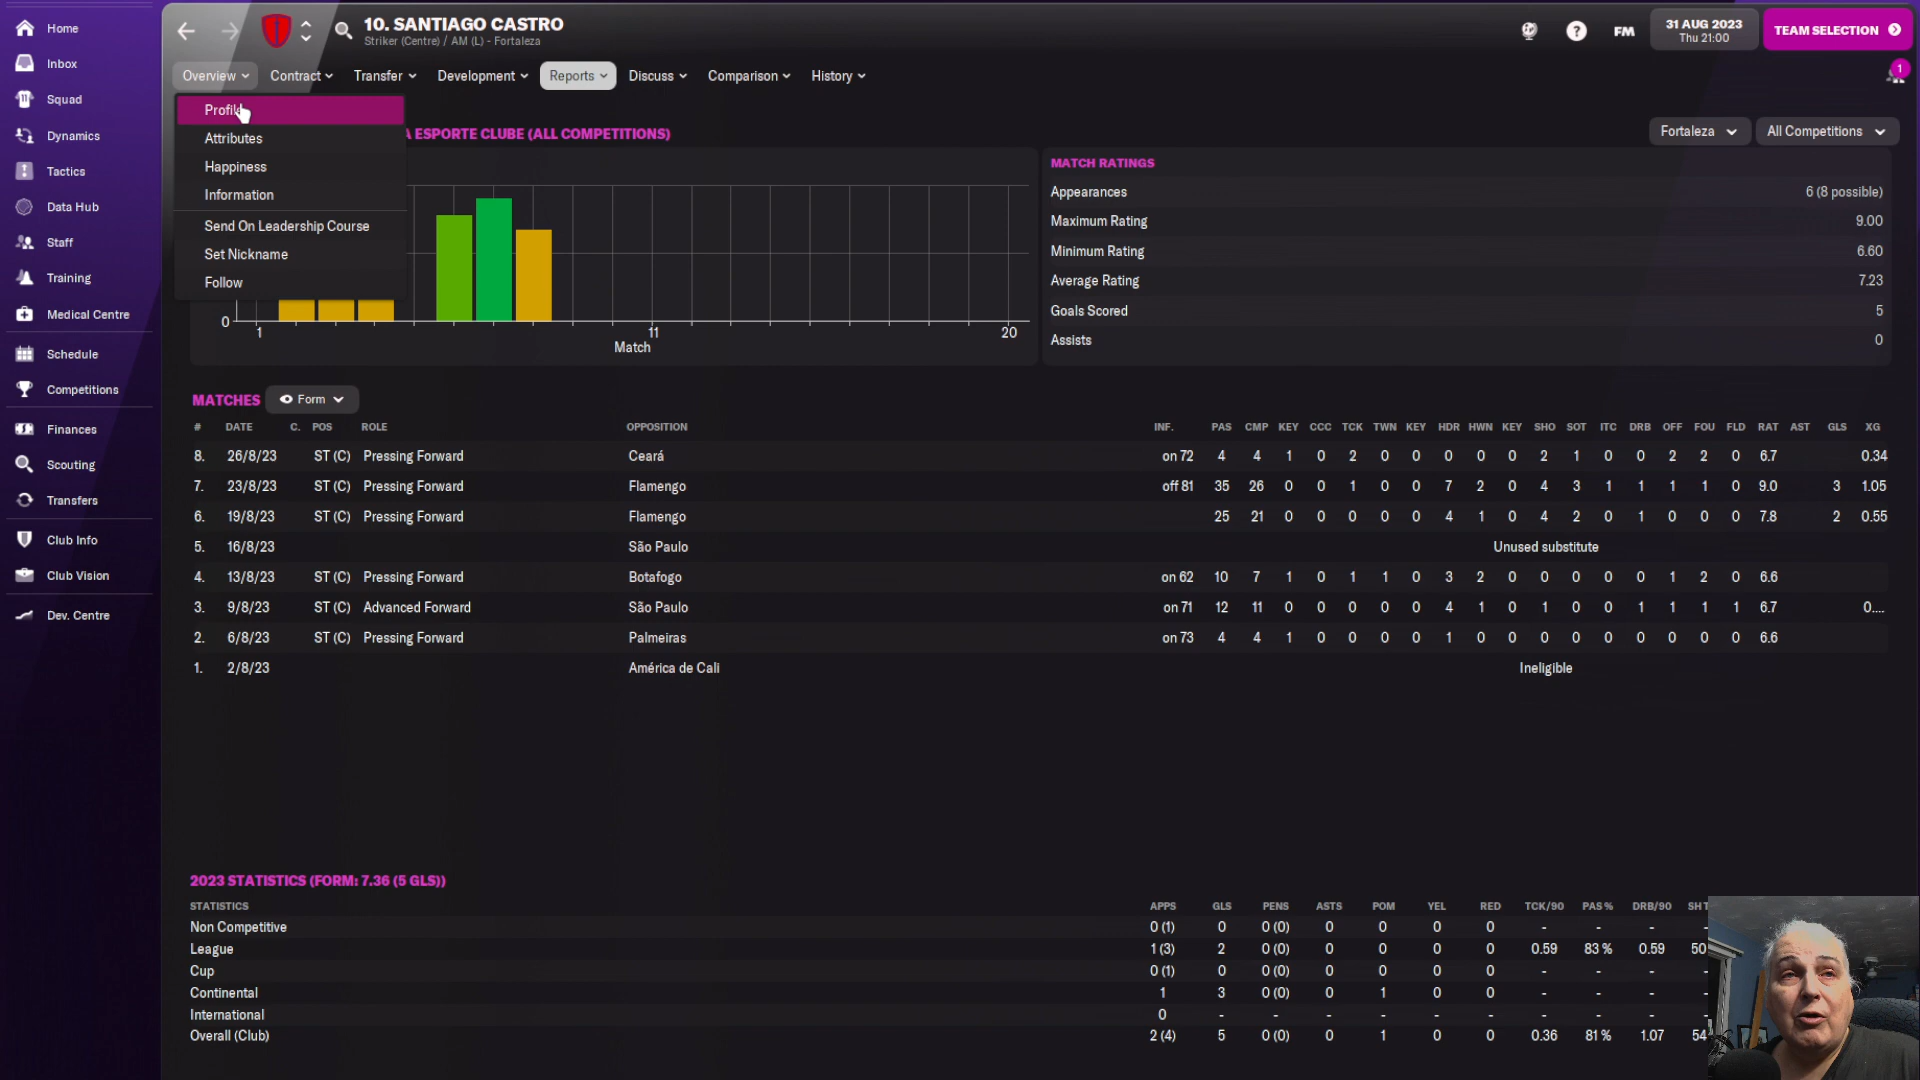 Home
Inbox
Squad
Dynamics
Tactics
Data Hub
Staff
Training
Medical Centre
Schedule
Competitions
Finances
Scouting
Transfers
Club Info
Club Vision
Dev. Centre
10. SANTIAGO CASTRO
Striker (Centre) / AM (L) - Fortaleza
? FM
31 AUG 2023
Thu 21:00
TEAM SELECTION
1
Overview Contract Transfer Development Reports Discuss Comparison History
Profile
Attributes
Happiness
Information
Send On Leadership Course
Set Nickname
Follow
ESPORTE CLUBE (ALL COMPETITIONS)
Fortaleza All Competitions
0
1 11 20
Match
MATCH RATINGS
Appearances 6 (8 possible)
Maximum Rating 9.00
Minimum Rating 6.60
Average Rating 7.23
Goals Scored 5
Assists 0
MATCHES Form
# DATE C. POS ROLE OPPOSITION INF. PAS CMP KEY CCC TCK TWN KEY HDR HWN KEY SHO SOT ITC DRB OFF FOU FLD RAT AST GLS XG
8. 26/8/23 ST (C) Pressing Forward Ceará on 72 4 4 1 0 2 0 0 0 0 0 2 1 0 0 2 2 0 6.7 0.34
7. 23/8/23 ST (C) Pressing Forward Flamengo off 81 35 26 0 0 1 0 0 7 2 0 4 3 1 1 1 1 0 9.0 3 1.05
6. 19/8/23 ST (C) Pressing Forward Flamengo 25 21 0 0 0 0 0 4 1 0 4 2 0 1 0 0 0 7.8 2 0.55
5. 16/8/23 São Paulo Unused substitute
4. 13/8/23 ST (C) Pressing Forward Botafogo on 62 10 7 1 0 1 1 0 3 2 0 0 0 0 0 1 2 0 6.6
3. 9/8/23 ST (C) Advanced Forward São Paulo on 71 12 11 0 0 0 0 0 4 1 0 1 0 0 1 1 1 1 6.7 0....
2. 6/8/23 ST (C) Pressing Forward Palmeiras on 73 4 4 1 0 0 0 0 1 0 0 0 0 0 0 0 0 0 6.6
1. 2/8/23 América de Cali Ineligible
2023 STATISTICS (FORM: 7.36 (5 GLS))
STATISTICS APPS GLS PENS ASTS POM YEL RED TCK/90 PAS % DRB/90 SH T
Non Competitive 0 (1) 0 0 (0) 0 0 0 0 - - -
League 1 (3) 2 0 (0) 0 0 0 0 0.59 83 % 0.59 50
Cup 0 (1) 0 0 (0) 0 0 0 0 - - -
Continental 1 3 0 (0) 0 1 0 0 - - -
International 0 - - - - - - - - -
Overall (Club) 2 (4) 5 0 (0) 0 1 0 0 0.36 81 % 1.07 54